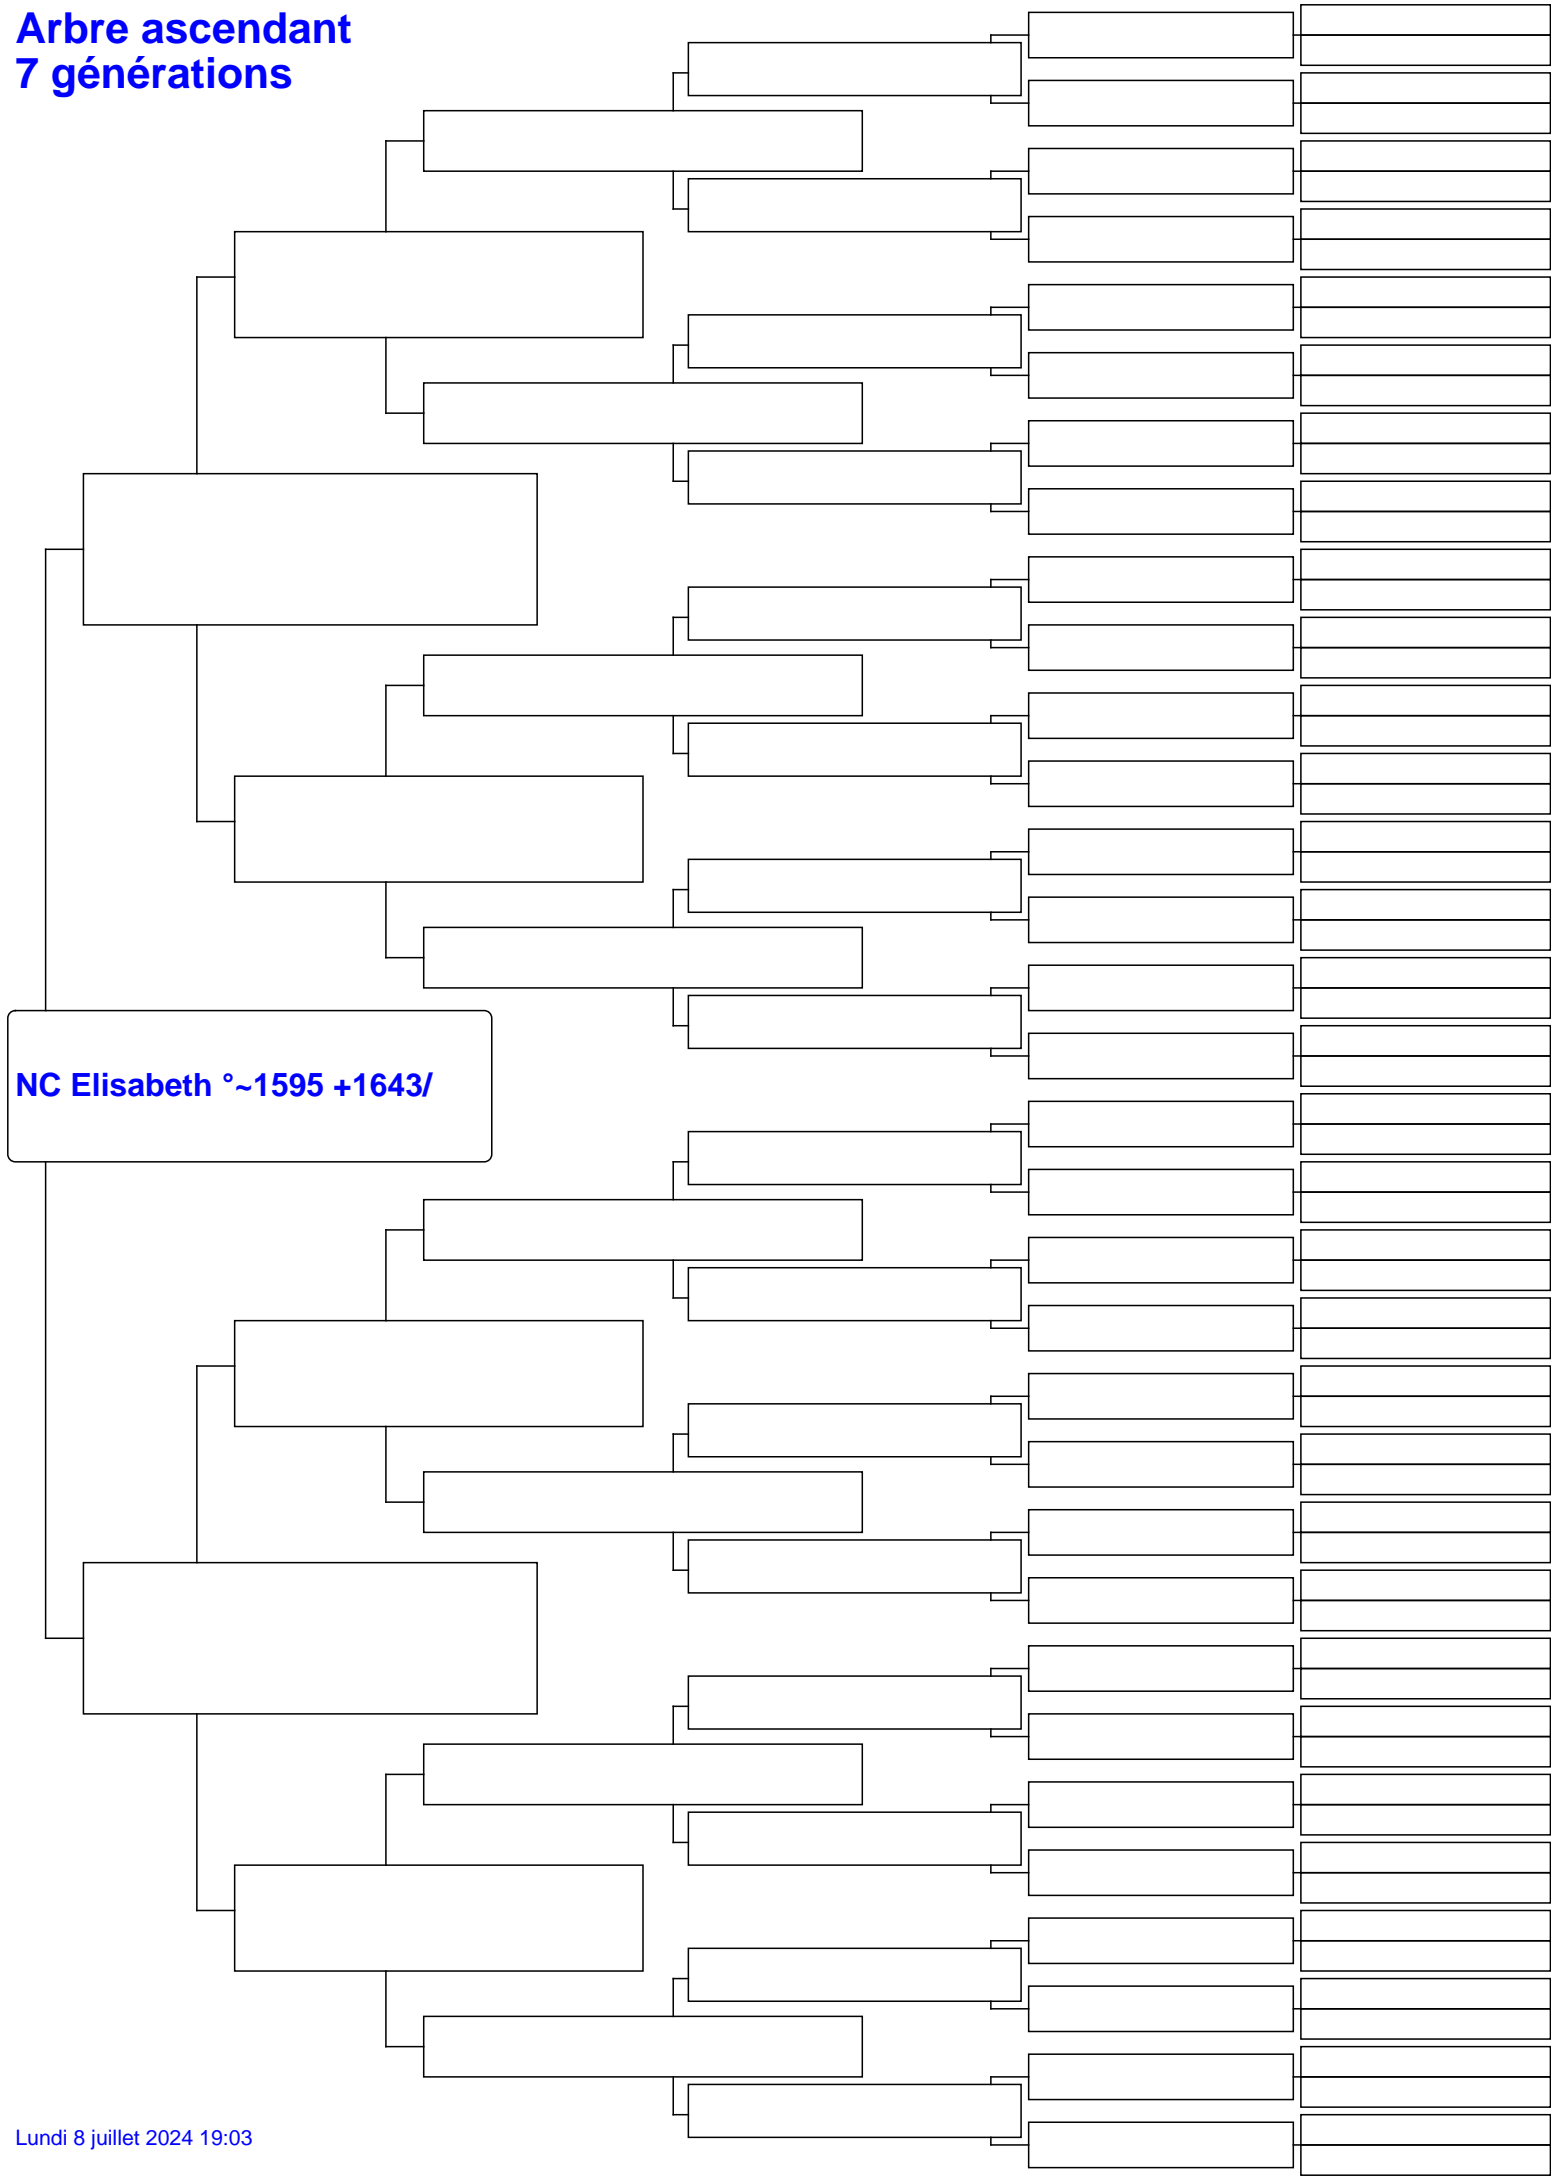 Arbre ascendant
7 générations
NC Elisabeth °~1595 +1643/
Lundi 8 juillet 2024 19:03